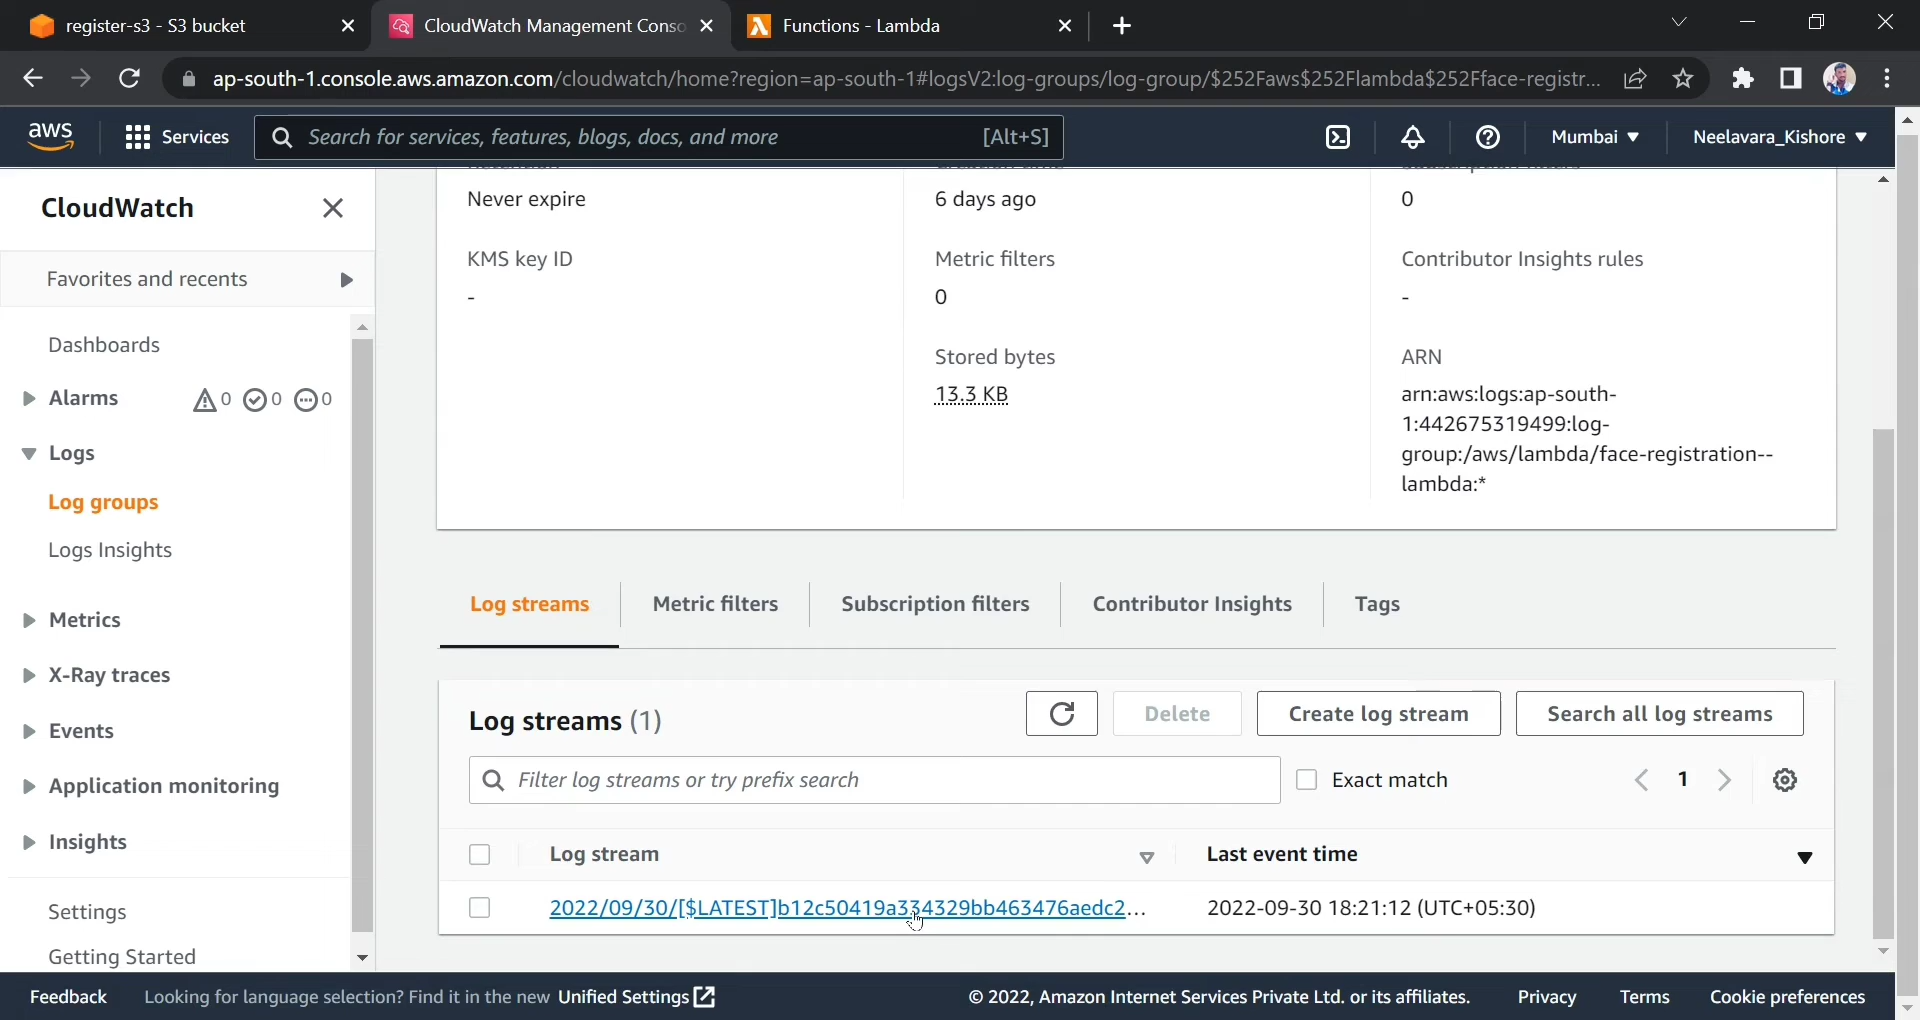 register-s3 - S3 bucket
CloudWatch Management Conso
Functions - Lambda
ap-south-1.console.aws.amazon.com/cloudwatch/home?region=ap-south-1#logsV2:log-groups/log-group/$252Faws$252Flambda$252Fface-registr...
aws
Services
Search for services, features, blogs, docs, and more
[Alt+S]
Mumbai
Neelavara_Kishore
CloudWatch
Favorites and recents
Dashboards
Alarms
0 0 0
Logs
Log groups
Logs Insights
Metrics
X-Ray traces
Events
Application monitoring
Insights
Settings
Getting Started
Never expire
KMS key ID
-
6 days ago
Metric filters
0
Stored bytes
13.3 KB
0
Contributor Insights rules
-
ARN
arn:aws:logs:ap-south-
1:442675319499:log-
group:/aws/lambda/face-registration--
lambda:*
Log streams
Metric filters
Subscription filters
Contributor Insights
Tags
Log streams (1)
Delete
Create log stream
Search all log streams
Filter log streams or try prefix search
Exact match
1
Log stream
Last event time
2022/09/30/[$LATEST]b12c50419a334329bb463476aedc2...
2022-09-30 18:21:12 (UTC+05:30)
Feedback
Looking for language selection? Find it in the new Unified Settings
© 2022, Amazon Internet Services Private Ltd. or its affiliates.
Privacy
Terms
Cookie preferences